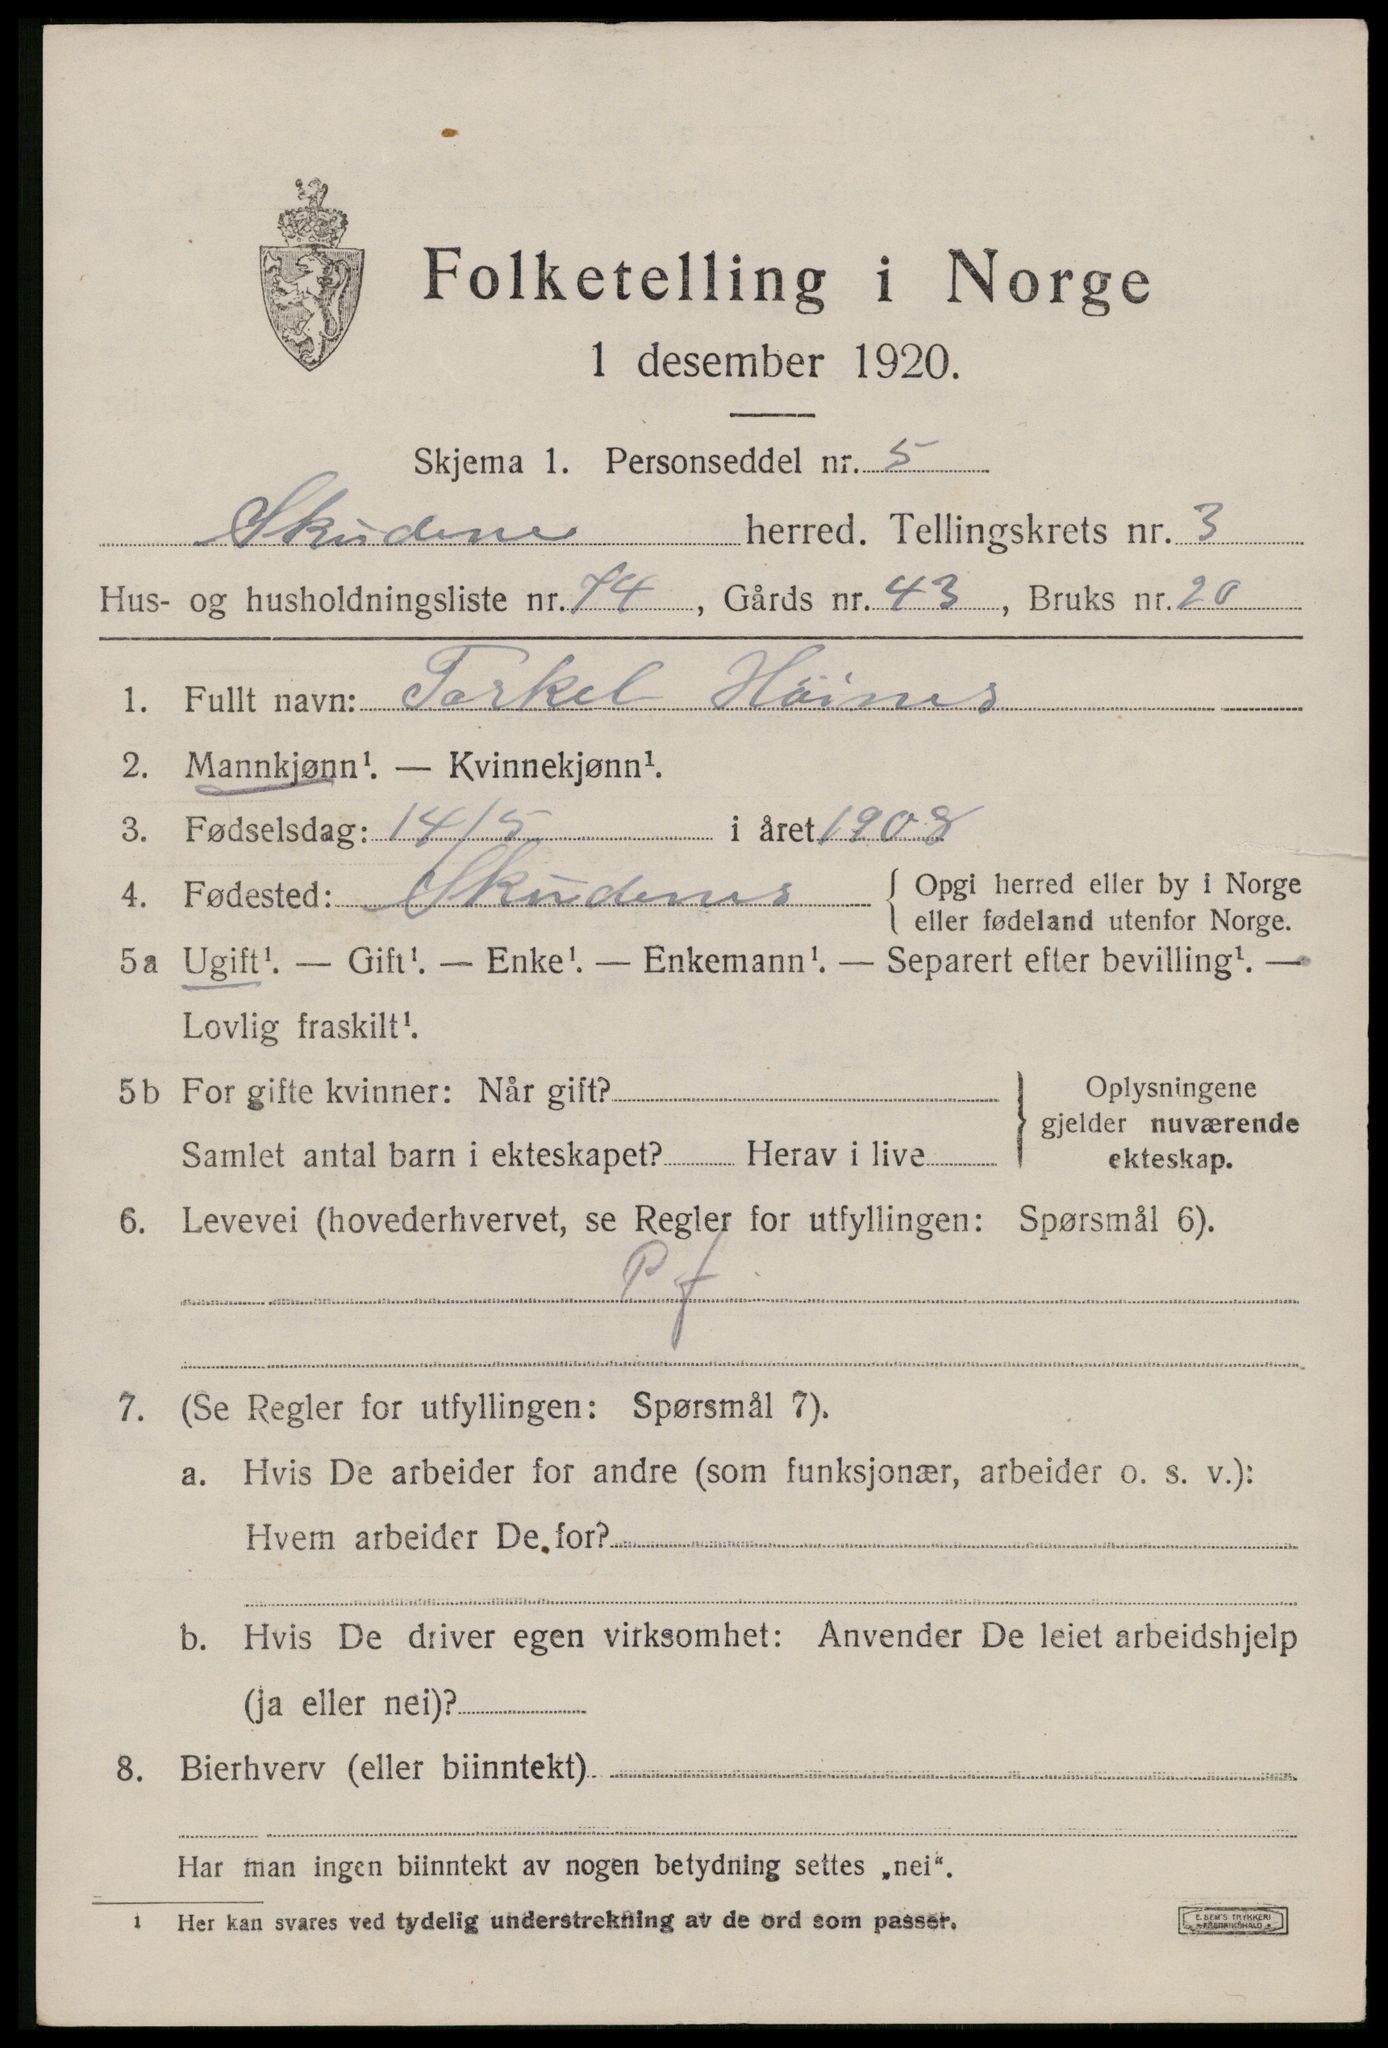 Folketelling i Norge
1 desember 1920.
Skjema 1. Personseddel nr. 5
Skudenes herred. Tellingskrets nr. 3
Hus- og husholdningsliste nr. 74, Gårds nr. 43, Bruks nr. 20
1. Fullt navn: Torkel Höines
2. Mannkjønn¹. — Kvinnekjønn¹.
3. Fødselsdag: 14/5 i året 1908
4. Fødested: Skudenes { Opgi herred eller by i Norge
eller fødeland utenfor Norge.
5a Ugift¹. — Gift¹. — Enke¹. — Enkemann¹. — Separert efter bevilling¹. —
Lovlig fraskilt¹.
5b For gifte kvinner: Når gift?
Samlet antal barn i ekteskapet? Herav i live
Oplysningene
gjelder nuværende
ekteskap.
6. Levevei (hovederhvervet, se Regler for utfyllingen: Spørsmål 6).
Pf
7. (Se Regler for utfyllingen: Spørsmål 7).
a. Hvis De arbeider for andre (som funksjonær, arbeider o. s. v.):
Hvem arbeider De for?
b. Hvis De driver egen virksomhet: Anvender De leiet arbeidshjelp
(ja eller nei)?
8. Bierhverv (eller biinntekt)
Har man ingen biinntekt av nogen betydning settes „nei“.
1 Her kan svares ved tydelig understrekning av de ord som passer.
E. SEM'S TRYKKERI
FREDRIKSHALD